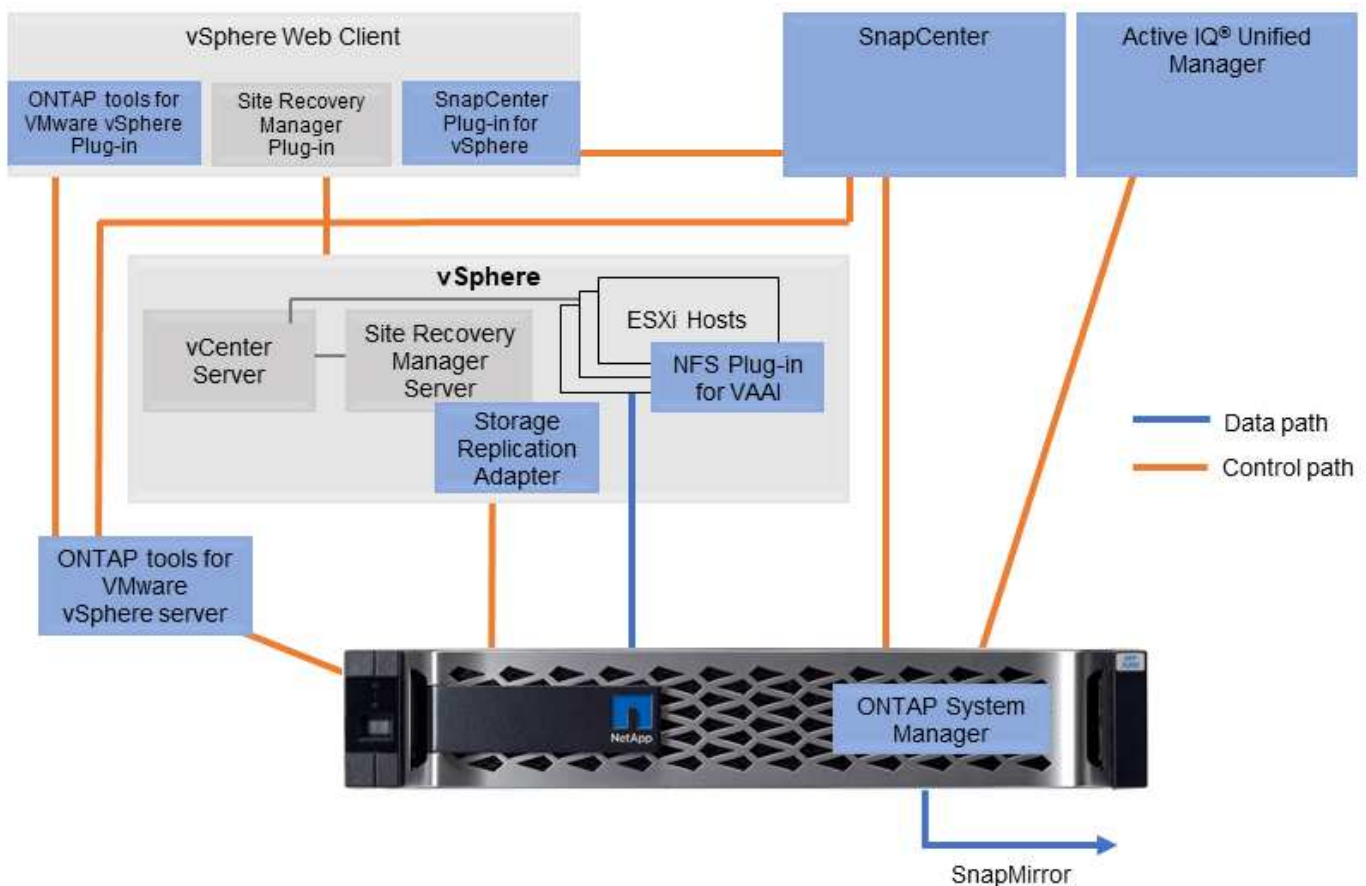 vSphere Web Client
ONTAP tools for
VMware vSphere
Plug-in
Site Recovery
Manager
Plug-in
SnapCenter
Plug-in for
vSphere
SnapCenter
Active IQ® Unified
Manager
vSphere
vCenter
Server
Site Recovery
Manager
Server
Storage
Replication
Adapter
ESXi Hosts
NFS Plug-in
for VAAI
Data path
Control path
ONTAP tools for
VMware
vSphere server
NetApp
ONTAP System
Manager
SnapMirror